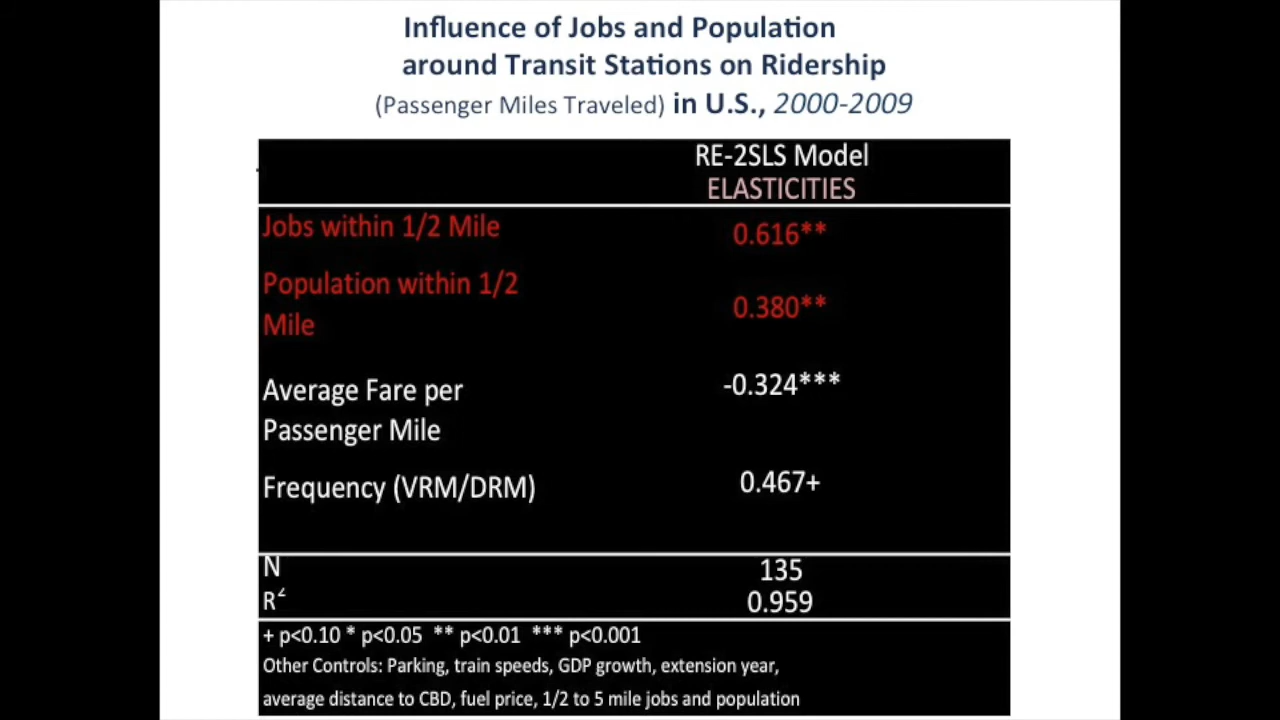 Influence of Jobs and Population
around Transit Stations on Ridership
(Passenger Miles Traveled) in U.S., 2000-2009
RE-2SLS Model
ELASTICITIES
Jobs within 1/2 Mile 0.616**
Population within 1/2
Mile 0.380**
Average Fare per -0.324***
Passenger Mile
Frequency (VRM/DRM) 0.467+
N 135
R² 0.959
+ p<0.10 * p<0.05 ** p<0.01 *** p<0.001
Other Controls: Parking, train speeds, GDP growth, extension year,
average distance to CBD, fuel price, 1/2 to 5 mile jobs and population